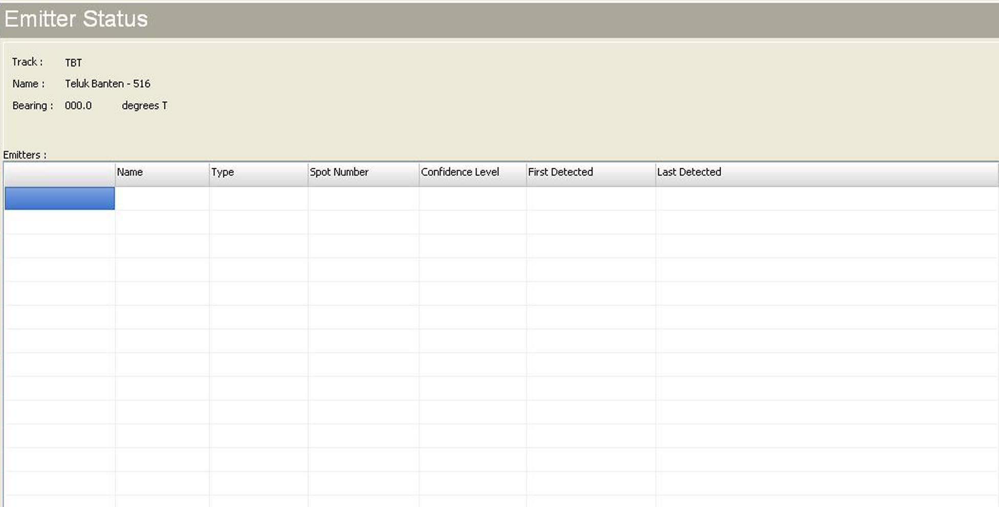 Emitter Status
Track : TBT
Name : Teluk Banten - 516
Bearing : 000.0 degrees T
Emitters :
Name Type Spot Number Confidence Level First Detected Last Detected